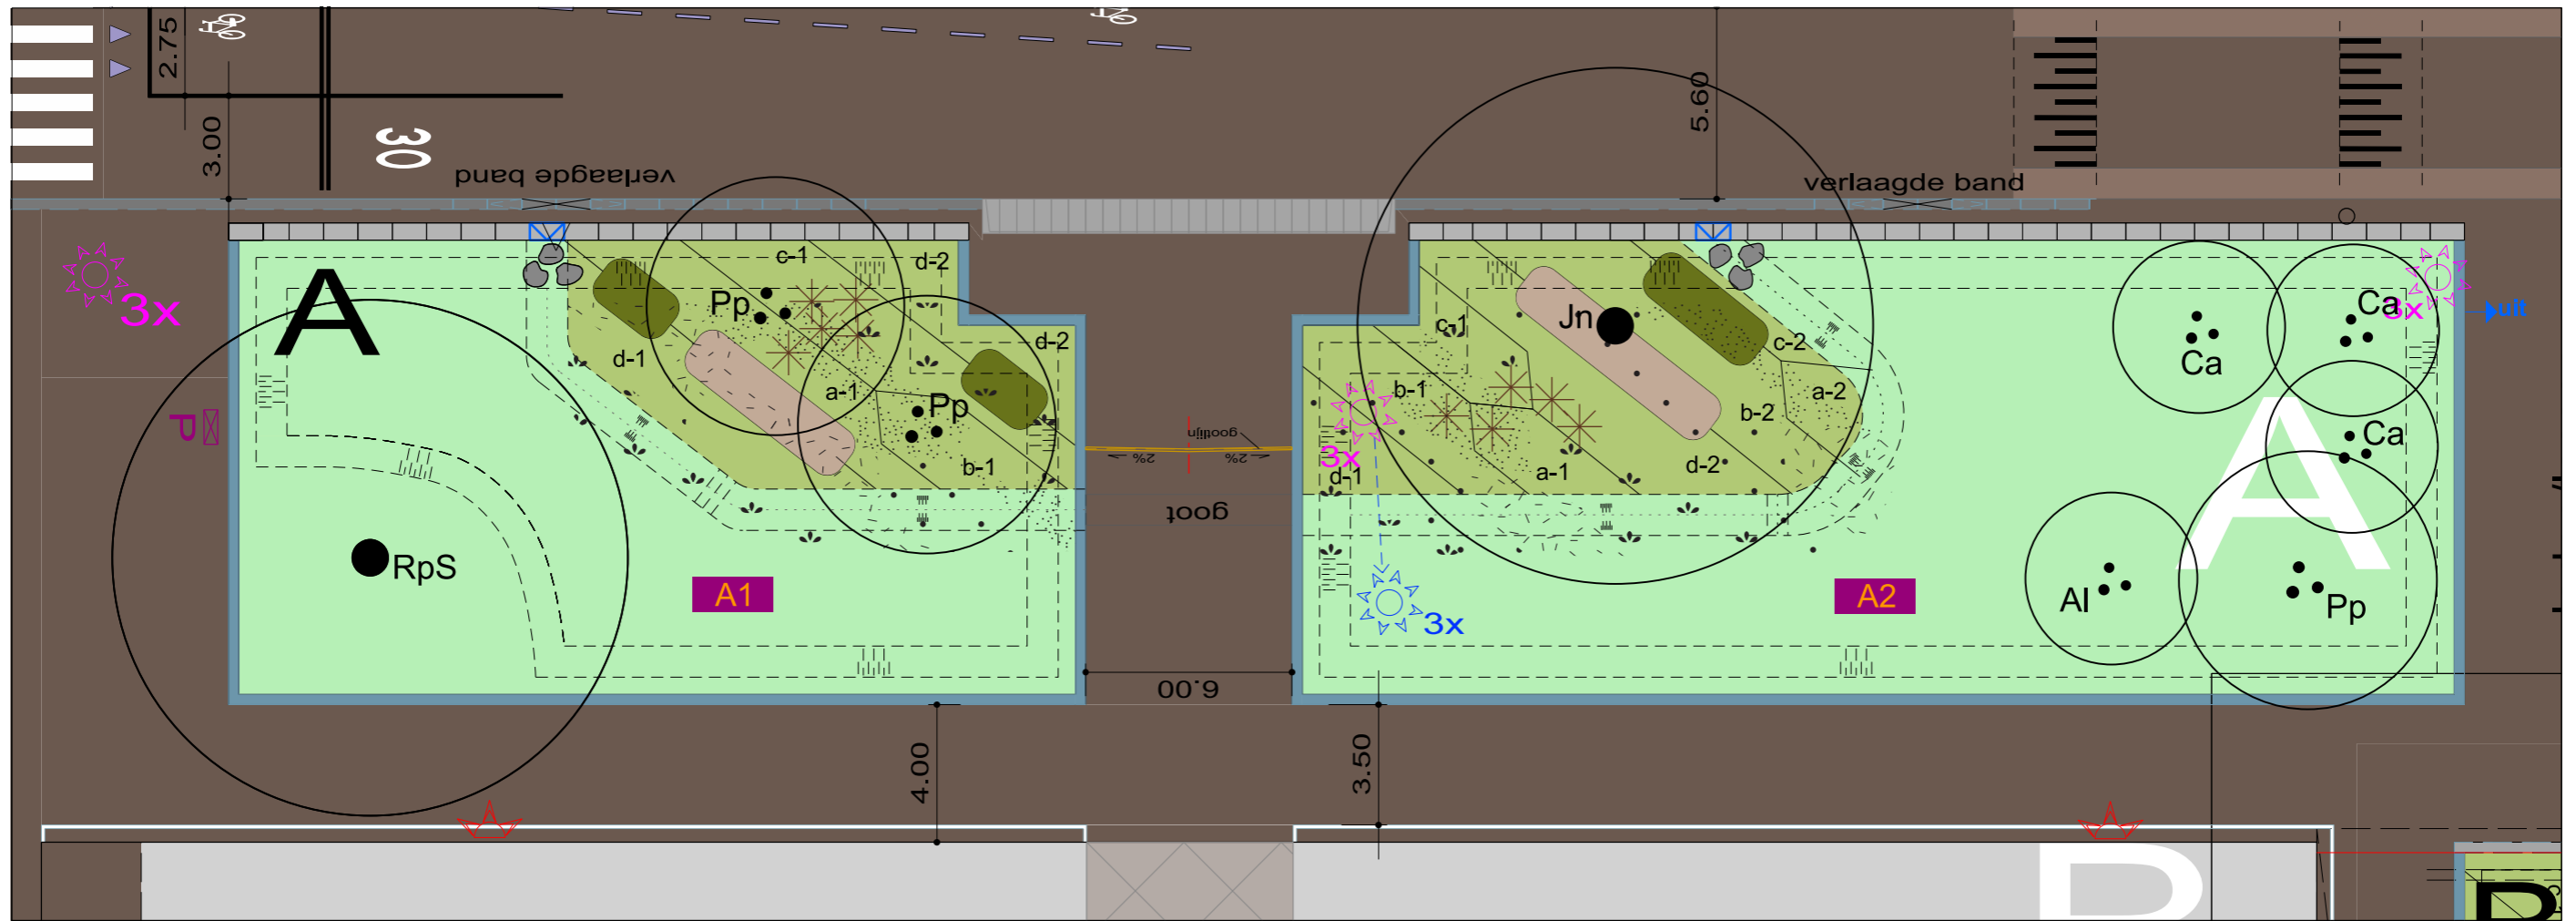 2.75
3.00
30
verlaagde band
5.60
verlaagde band
3x
A
Pp
c-1
d-2
d-2
d-1
a-1
Pp
b-1
P
RpS
A1
gootlijn
2%
2%
goot
6.00
4.00
3.50
Jn
c-1
c-2
b-1
b-2
a-2
3x
d-1
a-1
d-2
3x
A2
Ca
Ca
3x
uit
Ca
A
Al
Pp
B
B